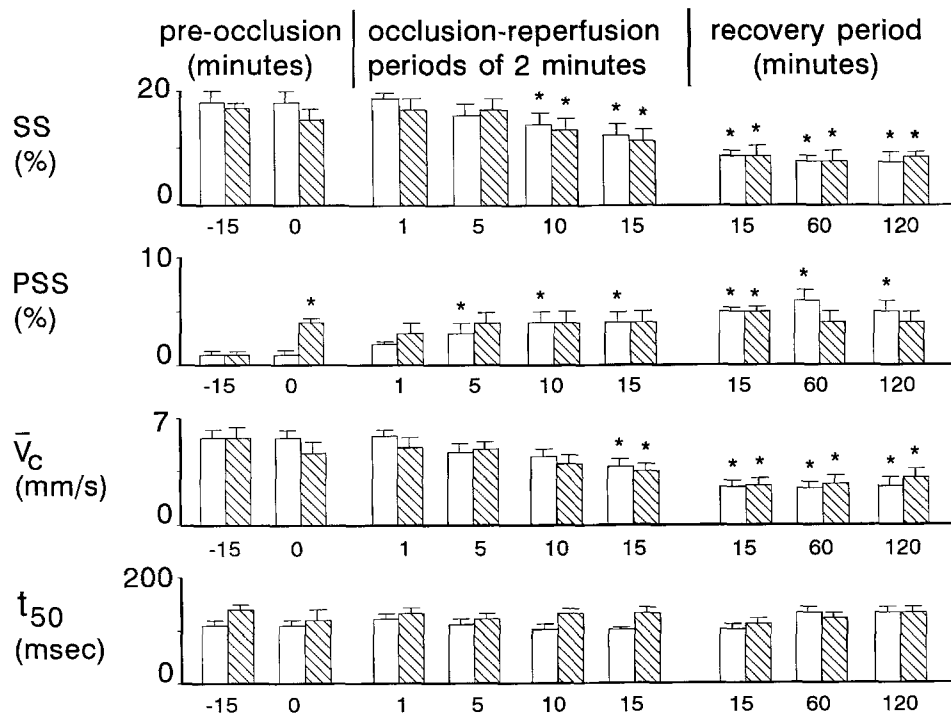 pre-occlusion
(minutes)
occlusion-reperfusion
periods of 2 minutes
recovery period
(minutes)
SS
(%)
20
0
* * * * * * * * * *
-15 0 1 5 10 15 15 60 120
PSS
(%)
10
0
* * * * * * * *
-15 0 1 5 10 15 15 60 120
V̄c
(mm/s)
7
0
* * * * * * * *
-15 0 1 5 10 15 15 60 120
t50
(msec)
200
0
-15 0 1 5 10 15 15 60 120